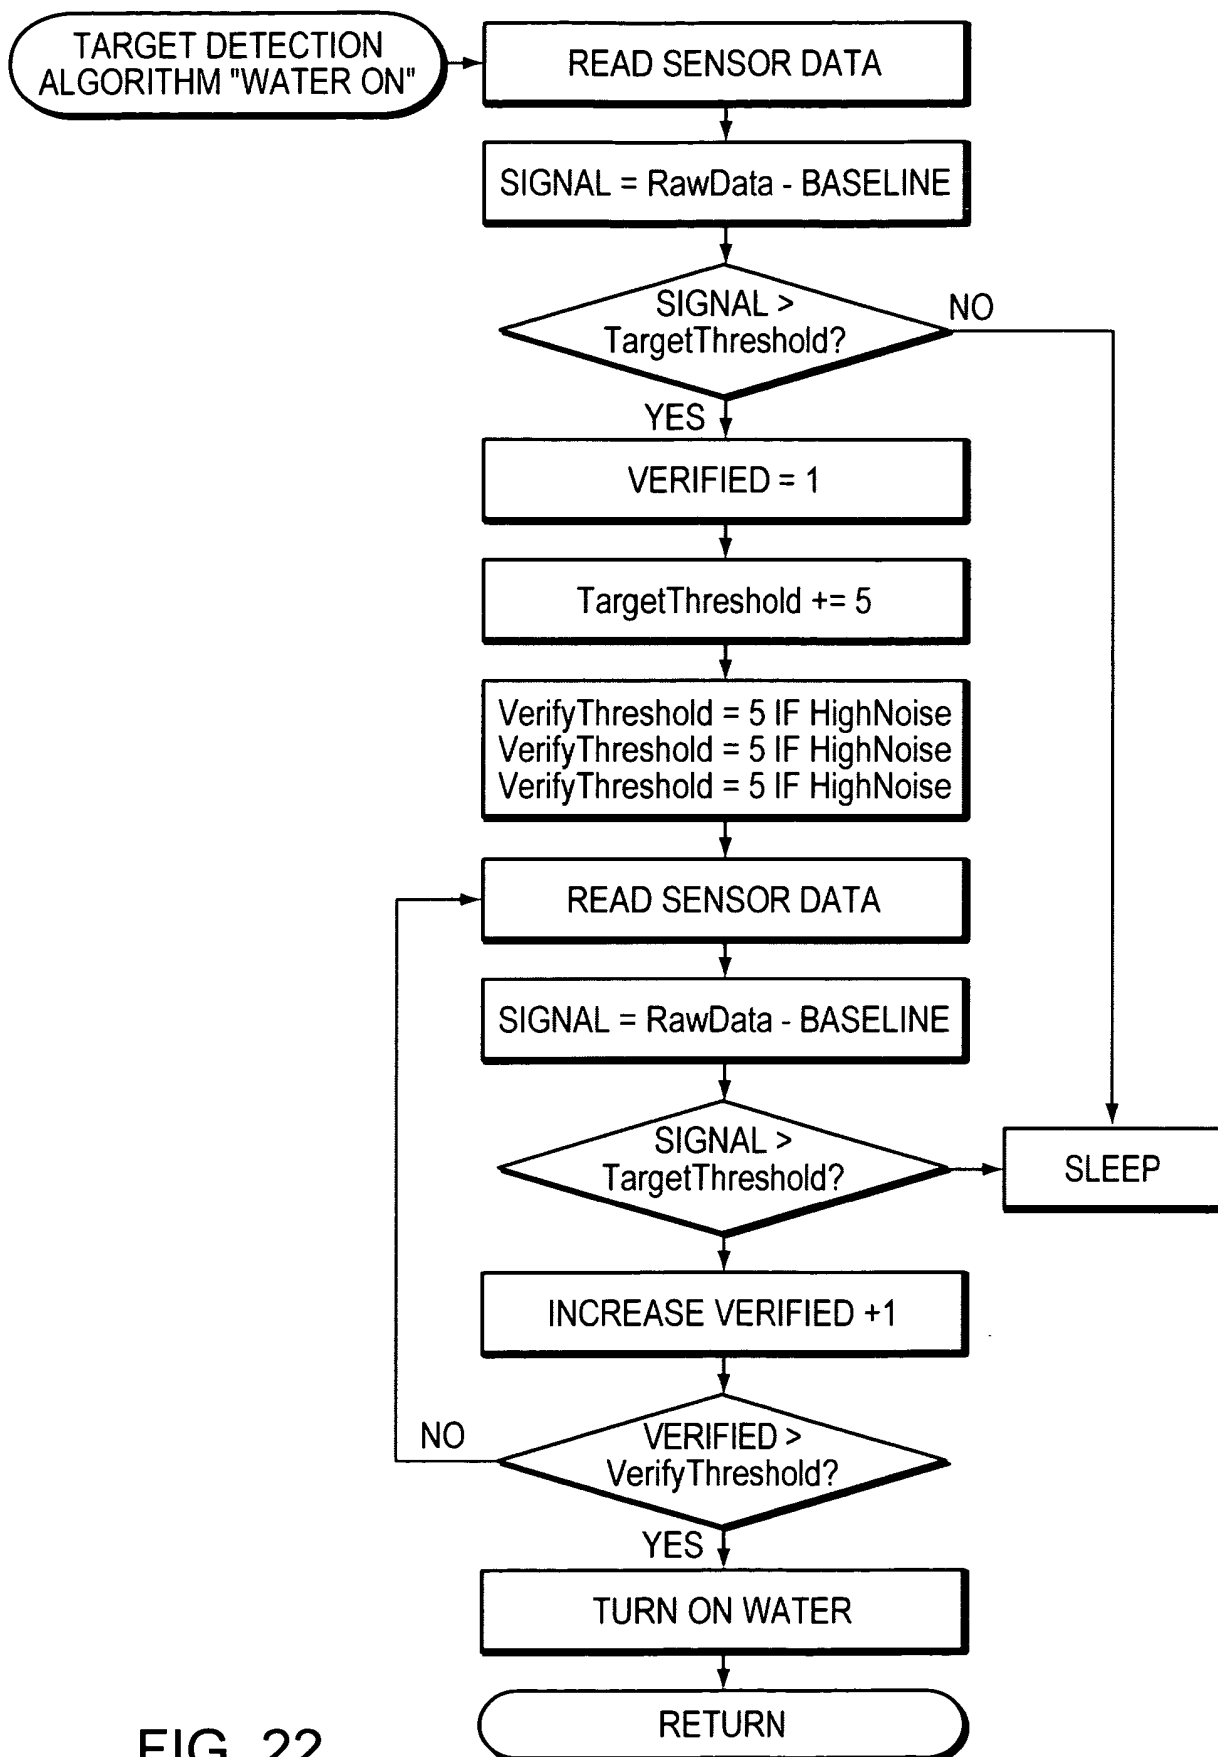 TARGET DETECTION
ALGORITHM "WATER ON"
READ SENSOR DATA
SIGNAL = RawData - BASELINE
SIGNAL >
TargetThreshold?
NO
YES
VERIFIED = 1
TargetThreshold += 5
VerifyThreshold = 5 IF HighNoise
VerifyThreshold = 5 IF HighNoise
VerifyThreshold = 5 IF HighNoise
READ SENSOR DATA
SIGNAL = RawData - BASELINE
SIGNAL >
TargetThreshold?
SLEEP
INCREASE VERIFIED +1
NO
VERIFIED >
VerifyThreshold?
YES
TURN ON WATER
RETURN
FIG. 22